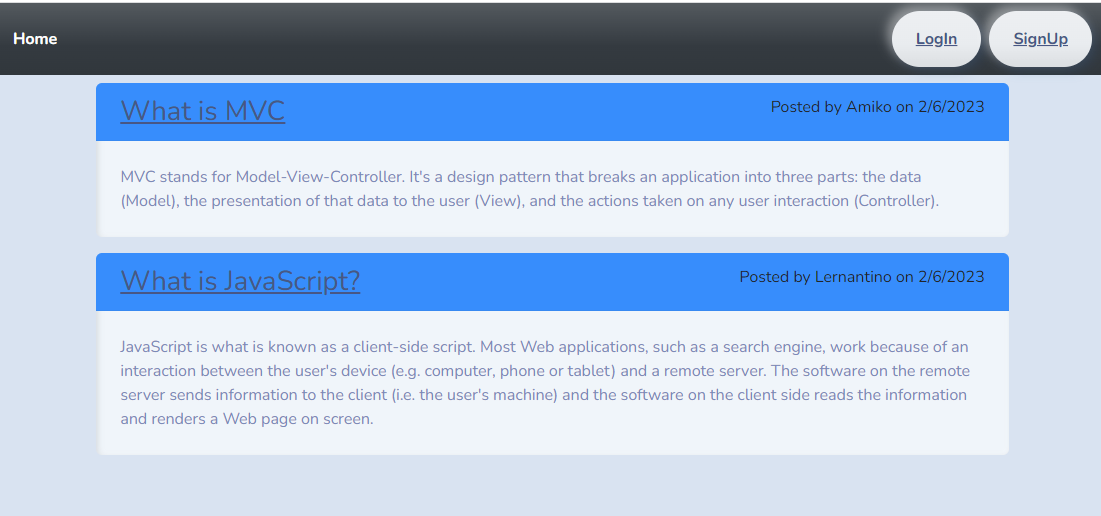 Home
LogIn
SignUp
What is MVC
Posted by Amiko on 2/6/2023
MVC stands for Model-View-Controller. It's a design pattern that breaks an application into three parts: the data
(Model), the presentation of that data to the user (View), and the actions taken on any user interaction (Controller).
What is JavaScript?
Posted by Lernantino on 2/6/2023
JavaScript is what is known as a client-side script. Most Web applications, such as a search engine, work because of an
interaction between the user's device (e.g. computer, phone or tablet) and a remote server. The software on the remote
server sends information to the client (i.e. the user's machine) and the software on the client side reads the information
and renders a Web page on screen.